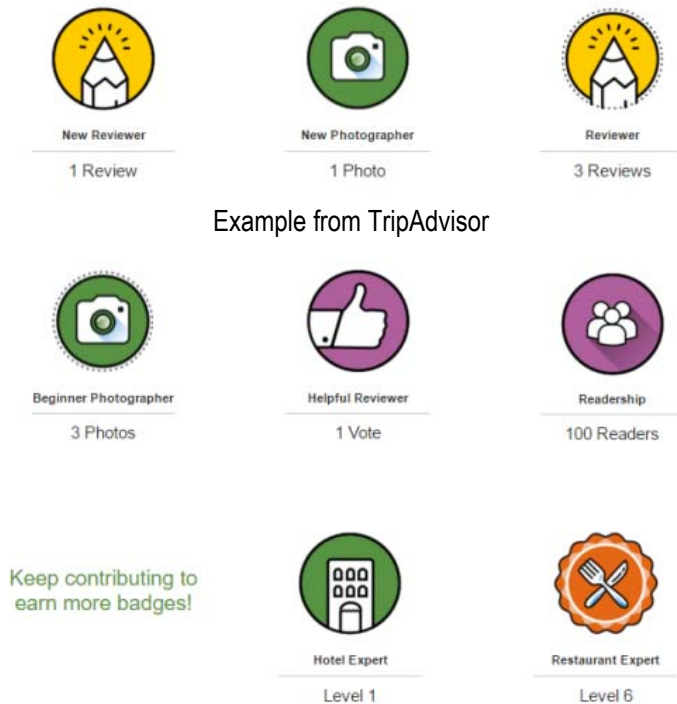 New Reviewer
1 Review
New Photographer
1 Photo
Reviewer
3 Reviews
Example from TripAdvisor
Beginner Photographer
3 Photos
Helpful Reviewer
1 Vote
Readership
100 Readers
Keep contributing to
earn more badges!
Hotel Expert
Level 1
Restaurant Expert
Level 6